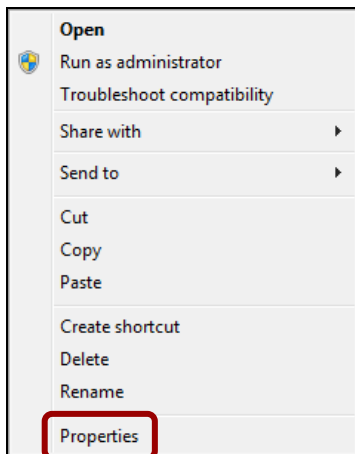 Open
Run as administrator
Troubleshoot compatibility
Share with
Send to
Cut
Copy
Paste
Create shortcut
Delete
Rename
Properties